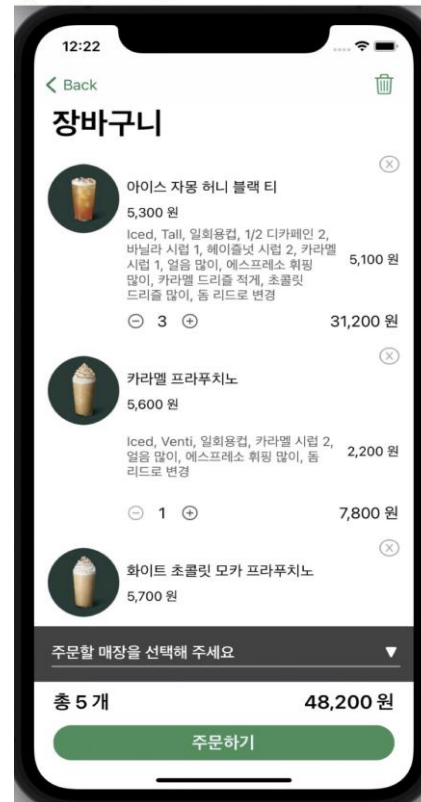 12:22
Back
장바구니
아이스 자몽 허니 블랙 티
5,300 원
Iced, Tall, 일회용컵, 1/2 디카페인 2,
바닐라 시럽 1, 헤이즐넛 시럽 2, 카라멜
시럽 1, 얼음 많이, 에스프레소 휘핑
많이, 카라멜 드리즐 적게, 초콜릿
드리즐 많이, 돔 리드로 변경
5,100 원
3
31,200 원
카라멜 프라푸치노
5,600 원
Iced, Venti, 일회용컵, 카라멜 시럽 2,
얼음 많이, 에스프레소 휘핑 많이, 돔
리드로 변경
2,200 원
1
7,800 원
화이트 초콜릿 모카 프라푸치노
5,700 원
주문할 매장을 선택해 주세요
총 5 개
48,200 원
주문하기